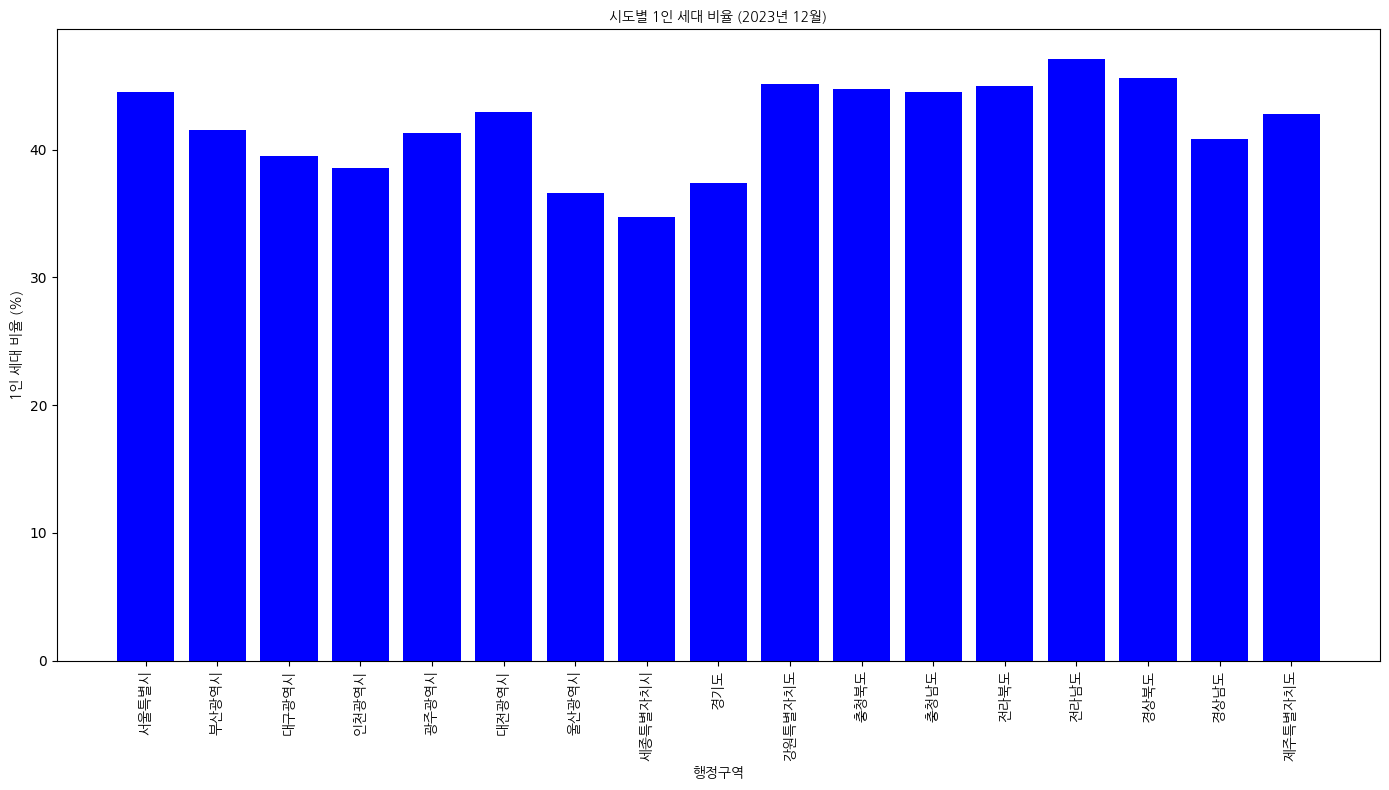 시도별 1인 세대 비율 (2023년 12월)
1인 세대 비율 (%)
40
30
20
10
0
서울특별시
부산광역시
대구광역시
인천광역시
광주광역시
대전광역시
울산광역시
세종특별자치시
경기도
강원특별자치도
충청북도
충청남도
전라북도
전라남도
경상북도
경상남도
제주특별자치도
행정구역